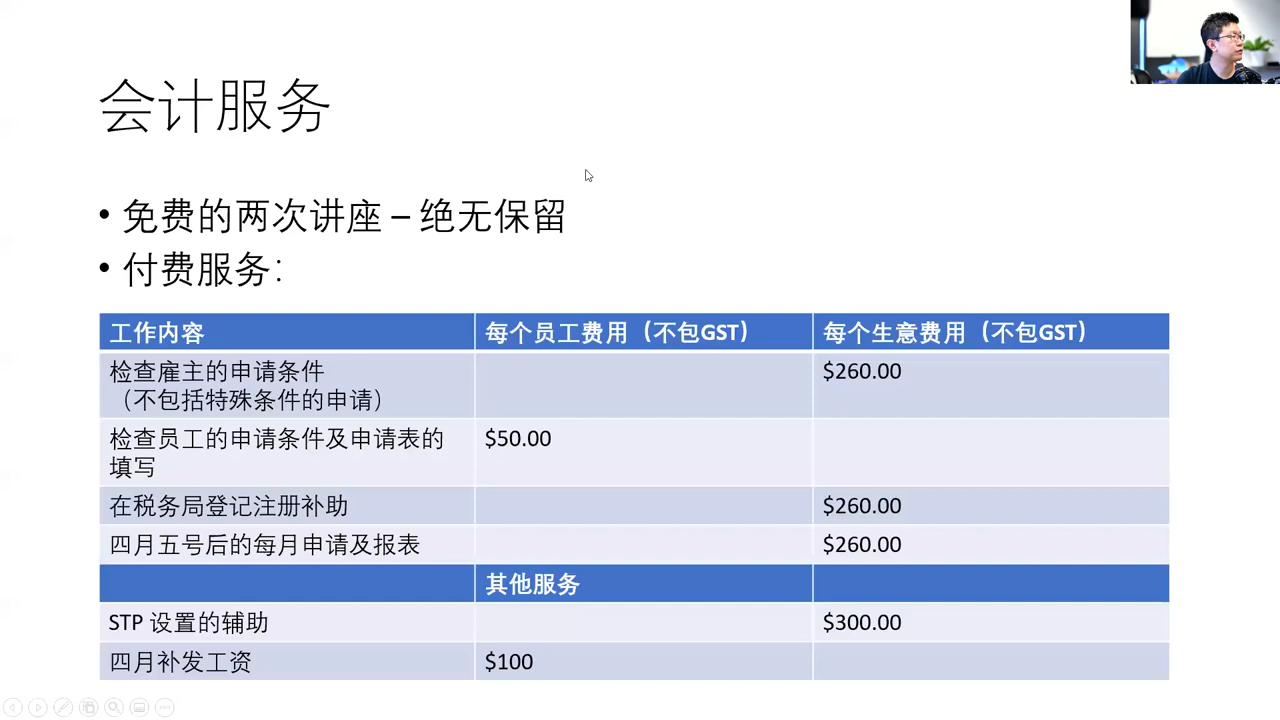 会计服务
• 免费的两次讲座 – 绝无保留
• 付费服务：
工作内容 每个员工费用（不包GST） 每个生意费用（不包GST）
检查雇主的申请条件 $260.00
（不包括特殊条件的申请）
检查员工的申请条件及申请表的 $50.00
填写
在税务局登记注册补助 $260.00
四月五号后的每月申请及报表 $260.00
其他服务
STP 设置的辅助 $300.00
四月补发工资 $100